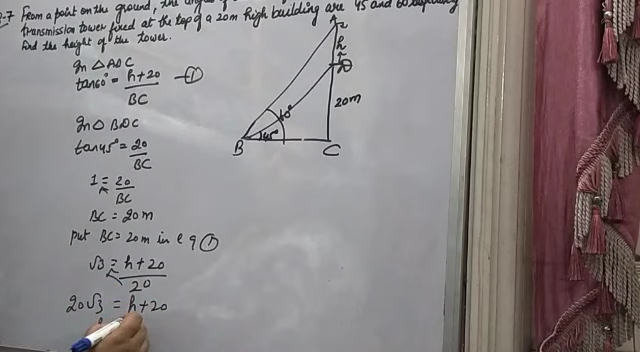 .7 From a point on the ground, the angles of
transmission tower fixed at the top of a 20m high building are 45 and 60
find the height of the tower.
In △ADC
tan60° = h+20 —①
BC
In △ BDC
tan45° = 20
BC
1 = 20
BC
BC = 20m
put BC = 20m in eq ①
√3 = h+20
20
20√3 = h+20
A
h
D
20m
60°
45°
B
C